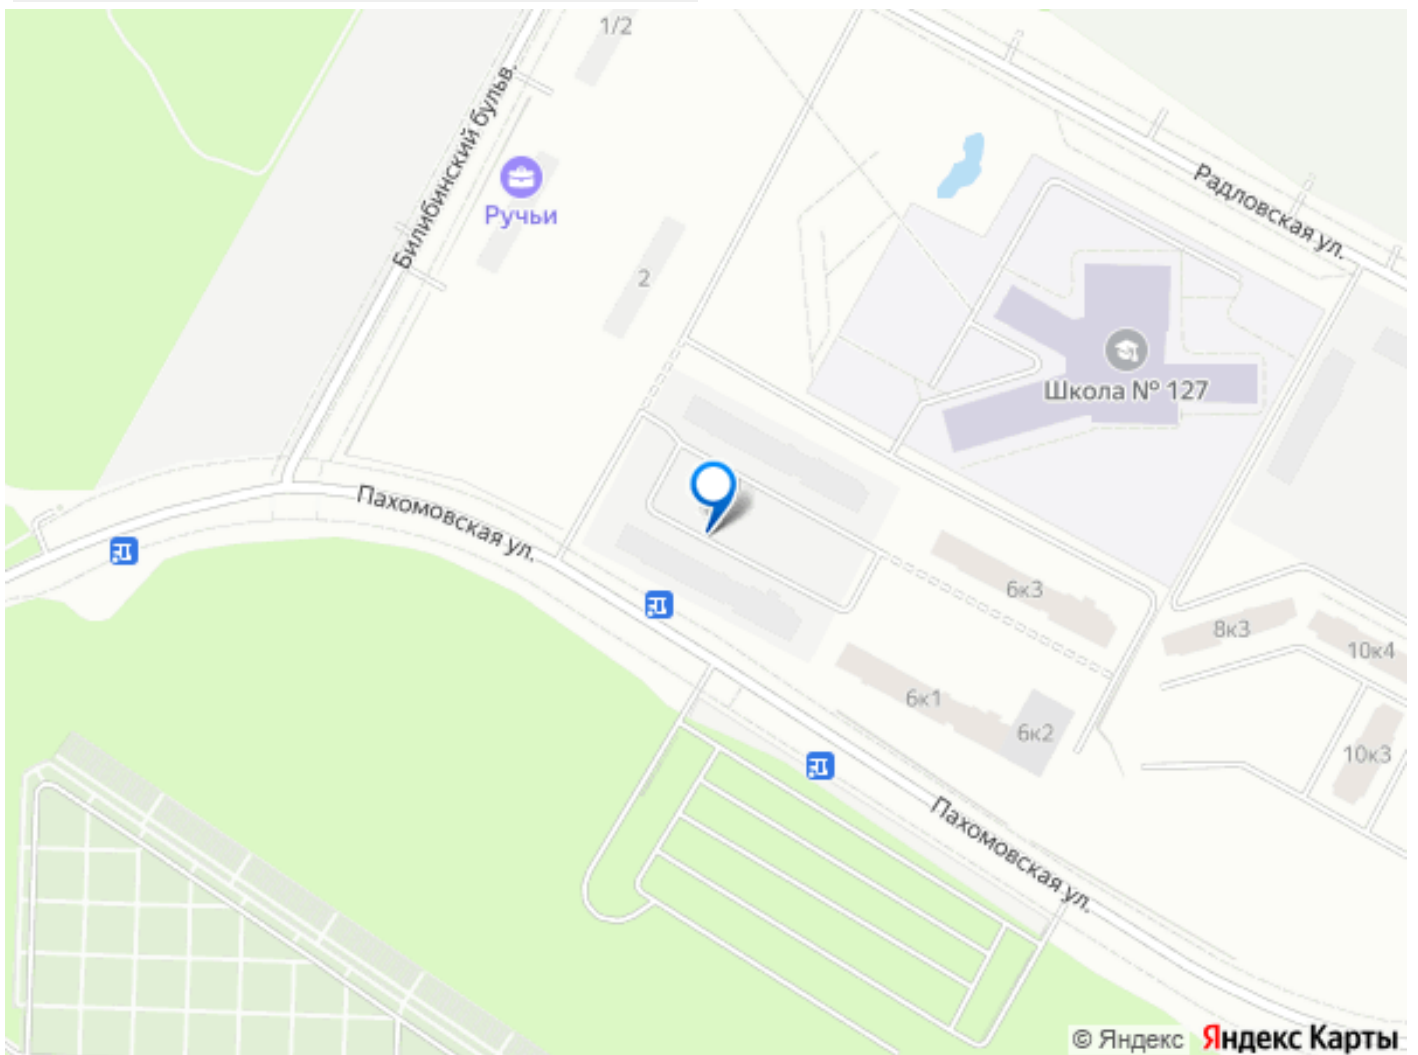 1/2
Билибинский бульв.
Ручьи
2
Радловская ул.
Школа № 127
Пахомовская ул.
6к3
8к3
10к4
6к1
6к2
10к3
Пахомовская ул.
© Яндекс Яндекс Карты